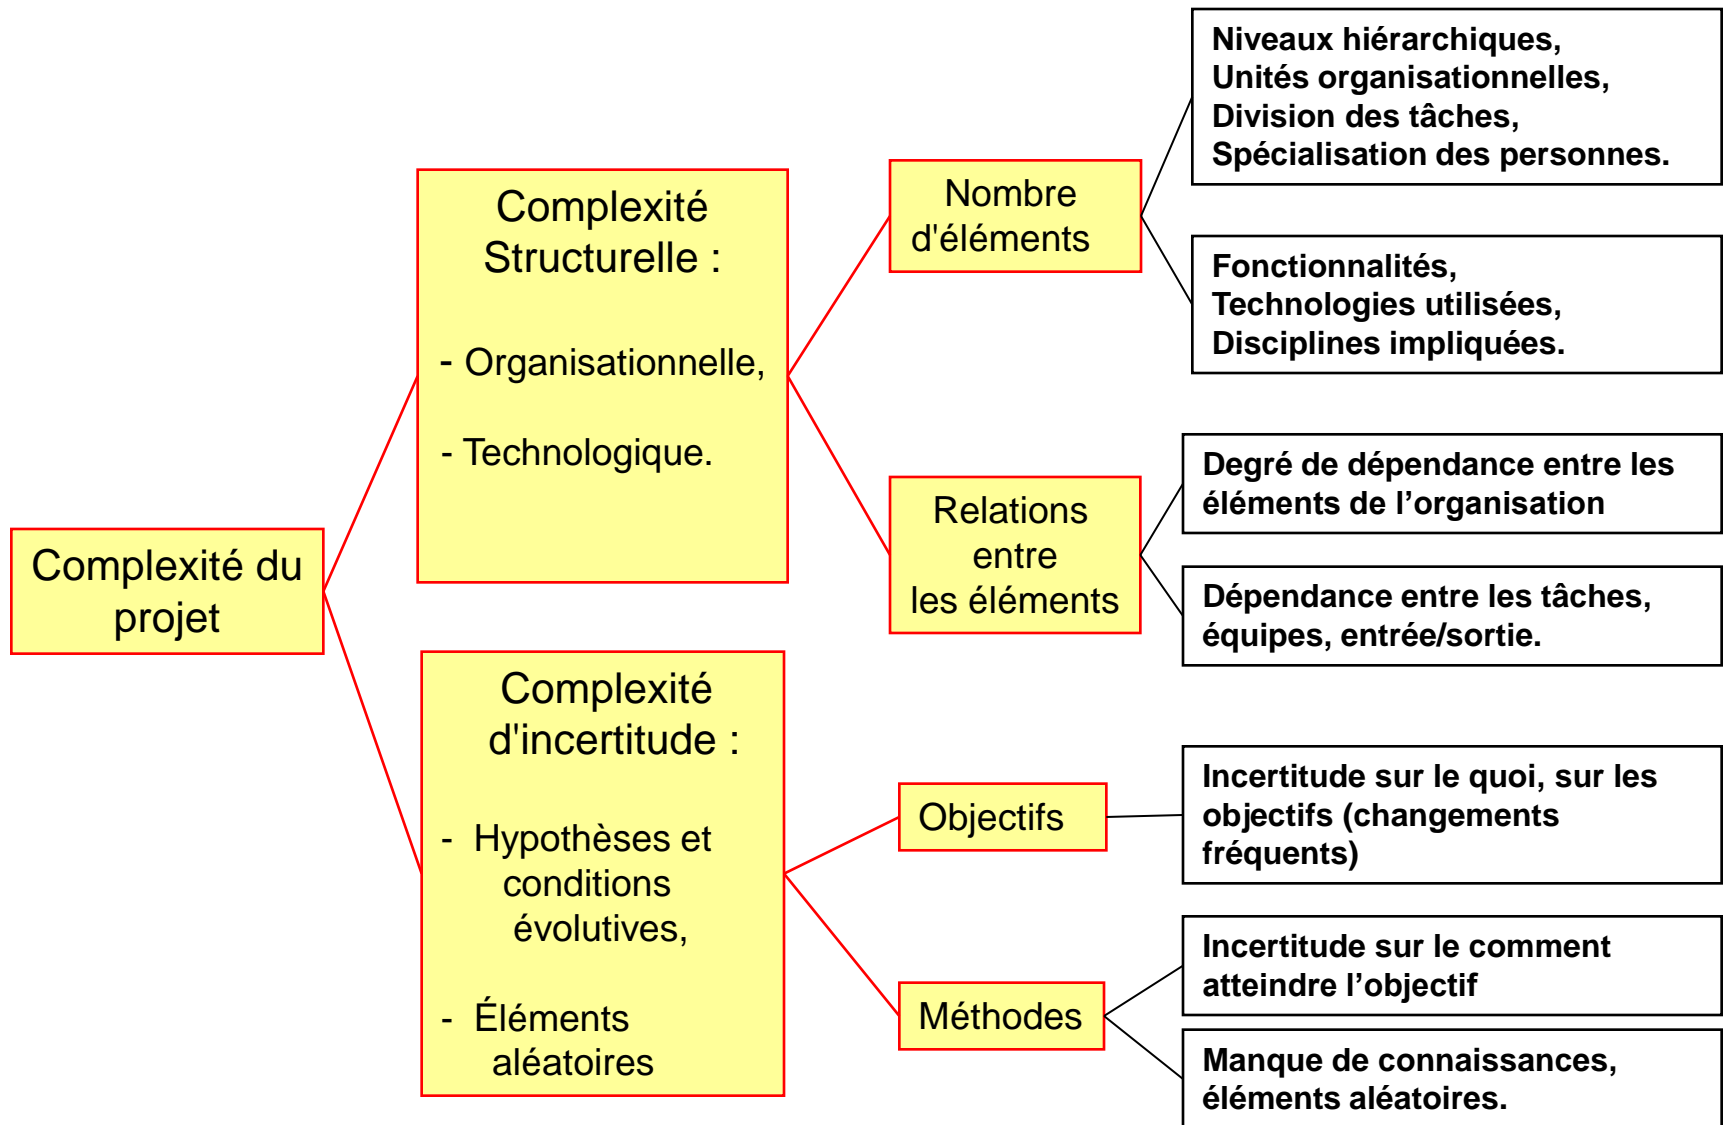 Complexité du
projet
Complexité
Structurelle :
- Organisationnelle,
- Technologique.
Complexité
d'incertitude :
- Hypothèses et
conditions
évolutives,
- Éléments
aléatoires
Nombre
d'éléments
Relations
entre
les éléments
Objectifs
Méthodes
Niveaux hiérarchiques,
Unités organisationnelles,
Division des tâches,
Spécialisation des personnes.
Fonctionnalités,
Technologies utilisées,
Disciplines impliquées.
Degré de dépendance entre les
éléments de l’organisation
Dépendance entre les tâches,
équipes, entrée/sortie.
Incertitude sur le quoi, sur les
objectifs (changements
fréquents)
Incertitude sur le comment
atteindre l’objectif
Manque de connaissances,
éléments aléatoires.